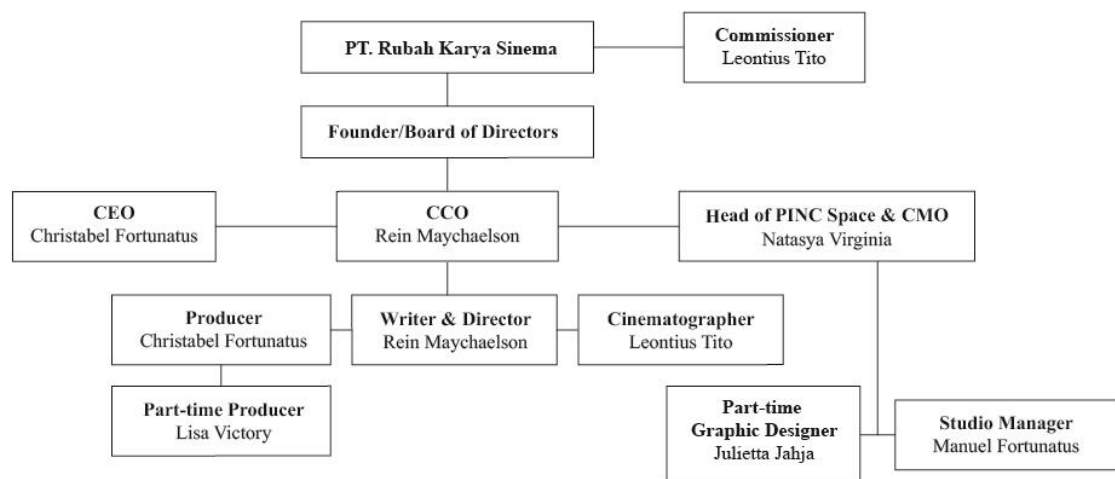 PT. Rubah Karya Sinema
Commissioner
Leontius Tito
Founder/Board of Directors
CEO
Christabel Fortunatus
CCO
Rein Maychaelson
Head of PINC Space & CMO
Natasya Virginia
Producer
Christabel Fortunatus
Writer & Director
Rein Maychaelson
Cinematographer
Leontius Tito
Part-time Producer
Lisa Victory
Part-time
Graphic Designer
Julietta Jahja
Studio Manager
Manuel Fortunatus